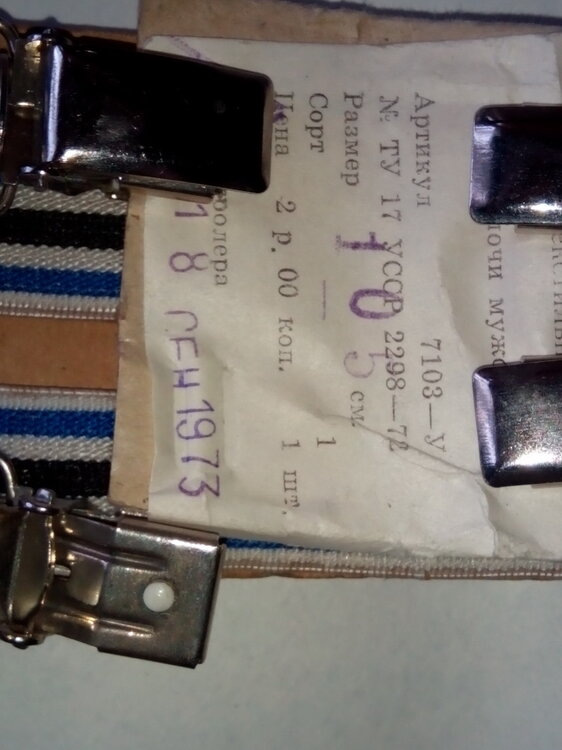 Артикул 7103—У
№ ТУ 17 УССР 2298—72
Размер 105 см.
Сорт — 1
Цена 2 р. 00 коп. 1 шт.
18 СЕН 1973